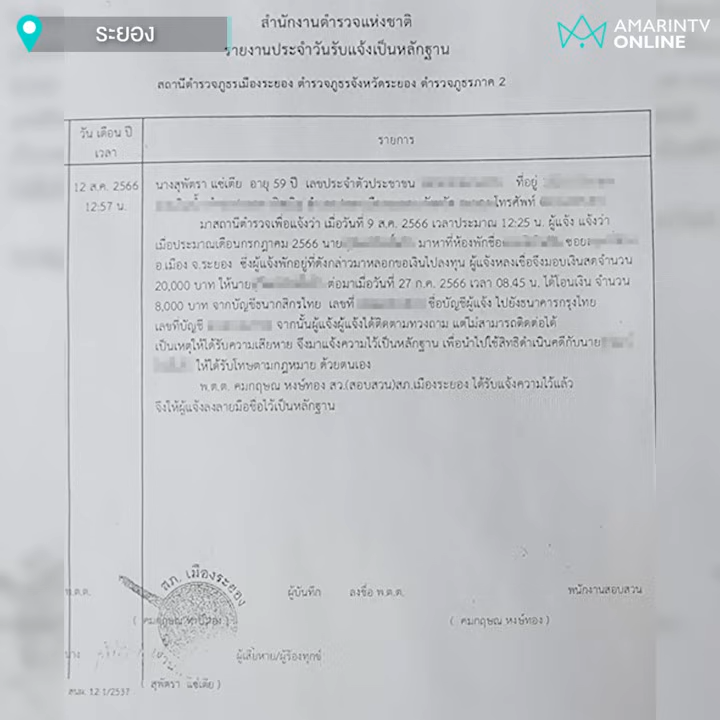 ระยอง
AMARINTV
ONLINE
สำนักงานตำรวจแห่งชาติ
รายงานประจำวันรับแจ้งเป็นหลักฐาน
สถานีตำรวจภูธรเมืองระยอง ตำรวจภูธรจังหวัดระยอง ตำรวจภูธรภาค 2
วัน เดือน ปี
เวลา
รายการ
12 ส.ค. 2566
12:57 น.
นางสุพัตรา แซ่เตีย อายุ 59 ปี เลขประจำตัวประชาชน ที่อยู่
โทรศัพท์
มาสถานีตำรวจเพื่อแจ้งว่า เมื่อวันที่ 9 ส.ค. 2566 เวลาประมาณ 12:25 น. ผู้แจ้ง แจ้งว่า
เมื่อประมาณเดือนกรกฎาคม 2566 นาย มาหาที่ห้องพักชื่อ ซอย
อ.เมือง จ.ระยอง ซึ่งผู้แจ้งพักอยู่ที่ดังกล่าวมาหลอกขอเงินไปลงทุน ผู้แจ้งหลงเชื่อจึงมอบเงินสดจำนวน
20,000 บาท ให้นาย ต่อมาเมื่อวันที่ 27 ก.ค. 2566 เวลา 08.45 น. ได้โอนเงิน จำนวน
8,000 บาท จากบัญชีธนากสิกรไทย เลขที่ ชื่อบัญชีผู้แจ้ง ไปยังธนาคารกรุงไทย
เลขที่บัญชี จากนั้นผู้แจ้งผู้แจ้งได้ติดตามทวงถาม แต่ไม่สามารถติดต่อได้
เป็นเหตุให้ได้รับความเสียหาย จึงมาแจ้งความไว้เป็นหลักฐาน เพื่อนำไปใช้สิทธิดำเนินคดีกับนาย
ให้ได้รับโทษตามกฎหมาย ด้วยตนเอง
พ.ต.ต. คมกฤษณ หงษ์ทอง สว.(สอบสวน)สภ.เมืองระยอง ได้รับแจ้งความไว้แล้ว
จึงให้ผู้แจ้งลงลายมือชื่อไว้เป็นหลักฐาน
สภ. เมืองระยอง
พ.ต.ต. ผู้บันทึก ลงชื่อ พ.ต.ต. พนักงานสอบสวน
( คมกฤษณ หงษ์ทอง ) ( คมกฤษณ หงษ์ทอง )
นาง ผู้เสียหาย/ผู้ร้องทุกข์
( สุพัตรา แซ่เตีย )
สนผ. 12 1/2537